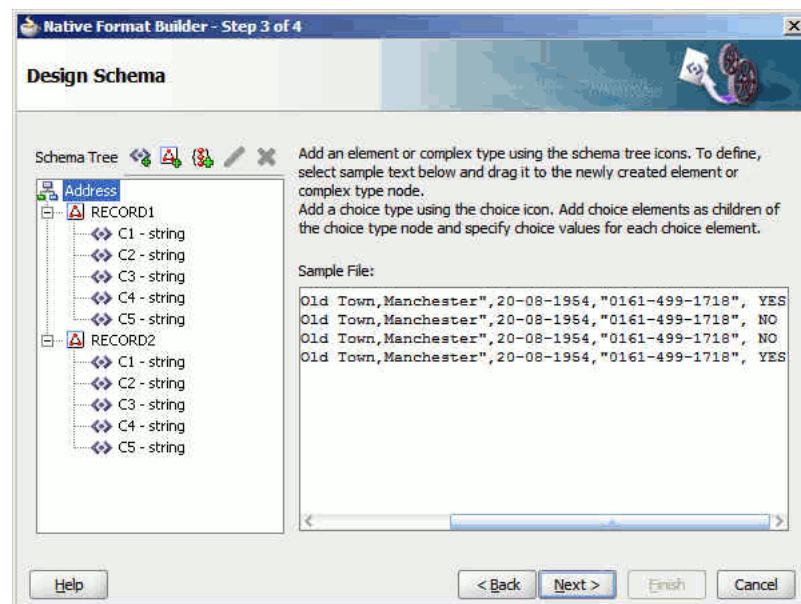 Native Format Builder - Step 3 of 4
Design Schema
Schema Tree
Address
RECORD1
C1 - string
C2 - string
C3 - string
C4 - string
C5 - string
RECORD2
C1 - string
C2 - string
C3 - string
C4 - string
C5 - string
Add an element or complex type using the schema tree icons. To define,
select sample text below and drag it to the newly created element or
complex type node.
Add a choice type using the choice icon. Add choice elements as children of
the choice type node and specify choice values for each choice element.
Sample File:
Old Town,Manchester",20-08-1954,"0161-499-1718", YES
Old Town,Manchester",20-08-1954,"0161-499-1718", NO
Old Town,Manchester",20-08-1954,"0161-499-1718", NO
Old Town,Manchester",20-08-1954,"0161-499-1718", YES
Help
< Back
Next >
Finish
Cancel